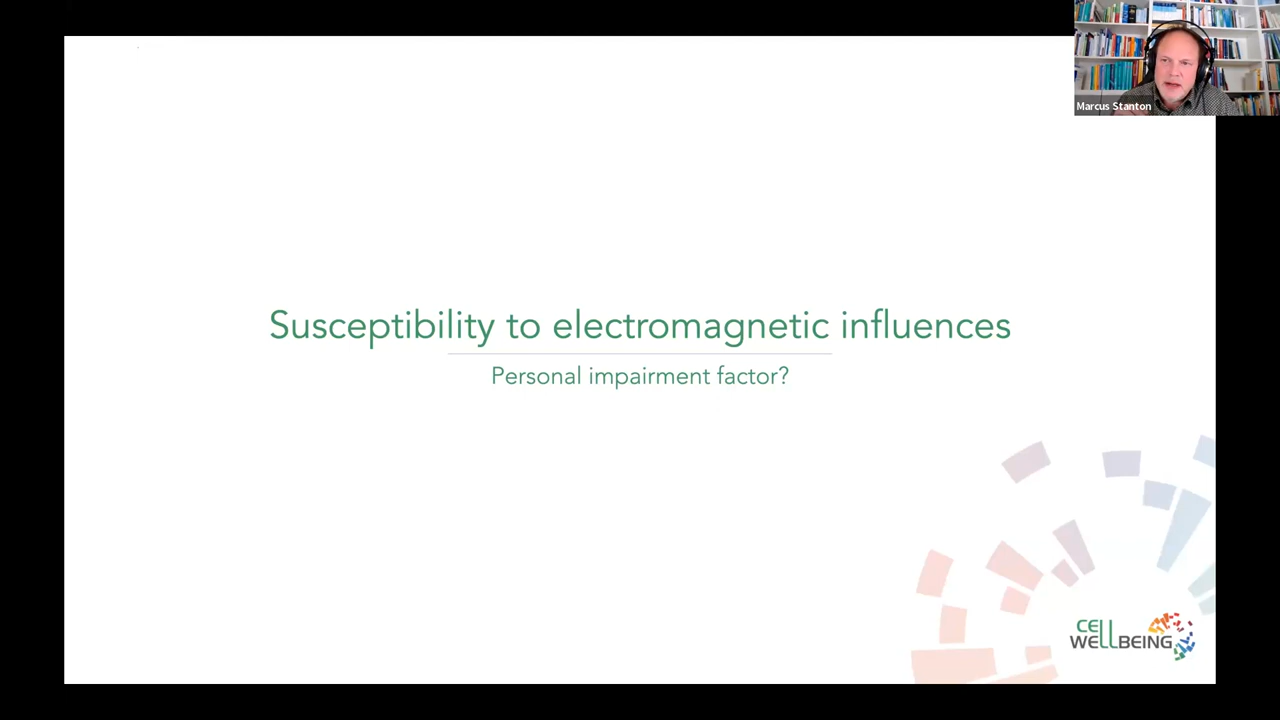 Marcus Stanton
Susceptibility to electromagnetic influences
Personal impairment factor?
CELL
WELLBEING